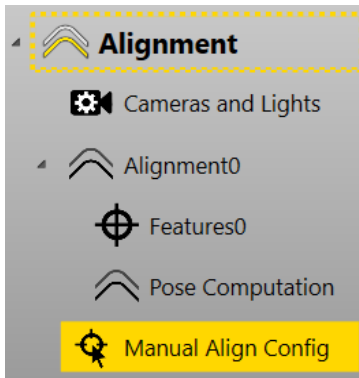 Alignment
Cameras and Lights
Alignment0
Features0
Pose Computation
Manual Align Config